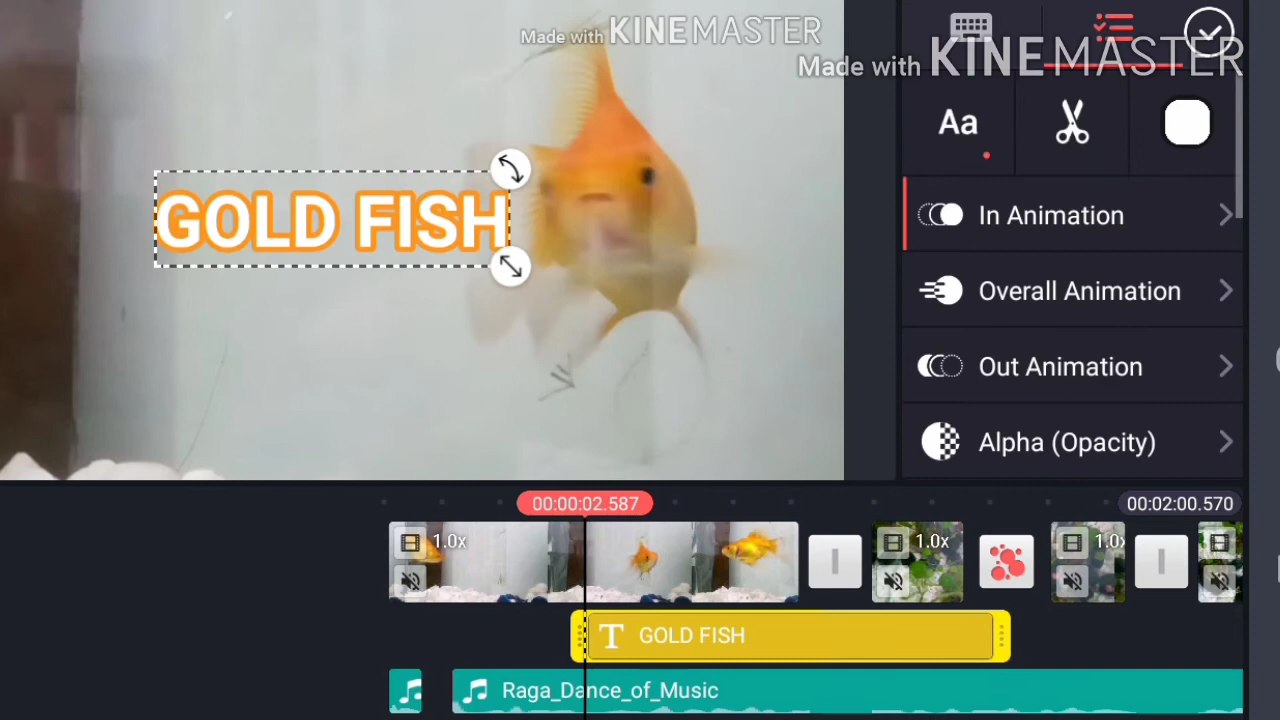 Made with KINEMASTER
Made with KINEMASTER
Aa
GOLD FISH
In Animation
Overall Animation
Out Animation
Alpha (Opacity)
00:00:02.587
00:02:00.570
1.0x
1.0x
1.0x
T GOLD FISH
Raga_Dance_of_Music